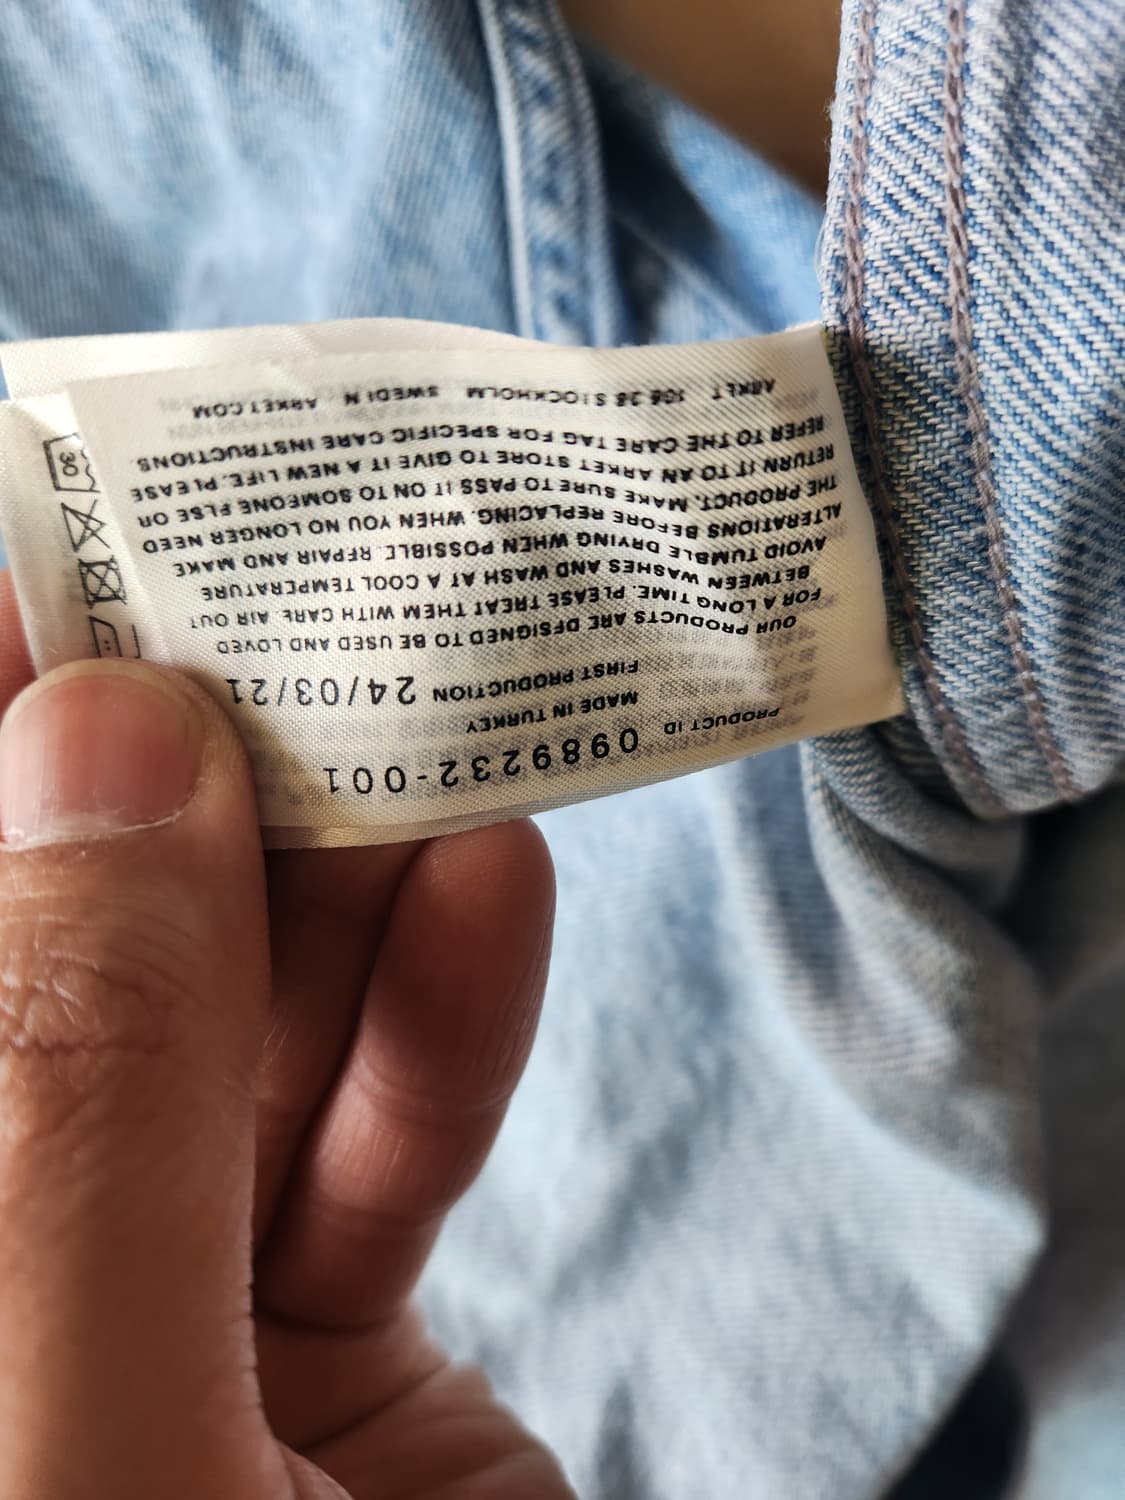 PRODUCT ID 0989232-001
MADE IN TURKEY
FIRST PRODUCTION 24/03/21
OUR PRODUCTS ARE DESIGNED TO BE USED AND LOVED
FOR A LONG TIME. PLEASE TREAT THEM WITH CARE. AIR OUT
BETWEEN WASHES AND WASH AT A COOL TEMPERATURE
AVOID TUMBLE DRYING WHEN POSSIBLE. REPAIR AND MAKE
ALTERATIONS BEFORE REPLACING. WHEN YOU NO LONGER NEED
THE PRODUCT, MAKE SURE TO PASS IT ON TO SOMEONE ELSE OR
RETURN IT TO AN ARKET STORE TO GIVE IT A NEW LIFE. PLEASE
REFER TO THE CARE TAG FOR SPECIFIC CARE INSTRUCTIONS
ARKET 106 38 STOCKHOLM SWEDEN ARKET.COM
30